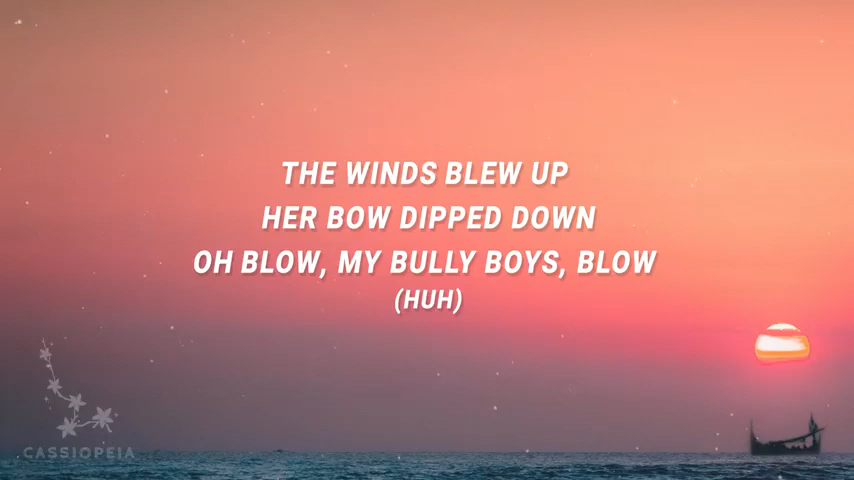 THE WINDS BLEW UP
HER BOW DIPPED DOWN
OH BLOW, MY BULLY BOYS, BLOW
(HUH)
CASSIOPEIA